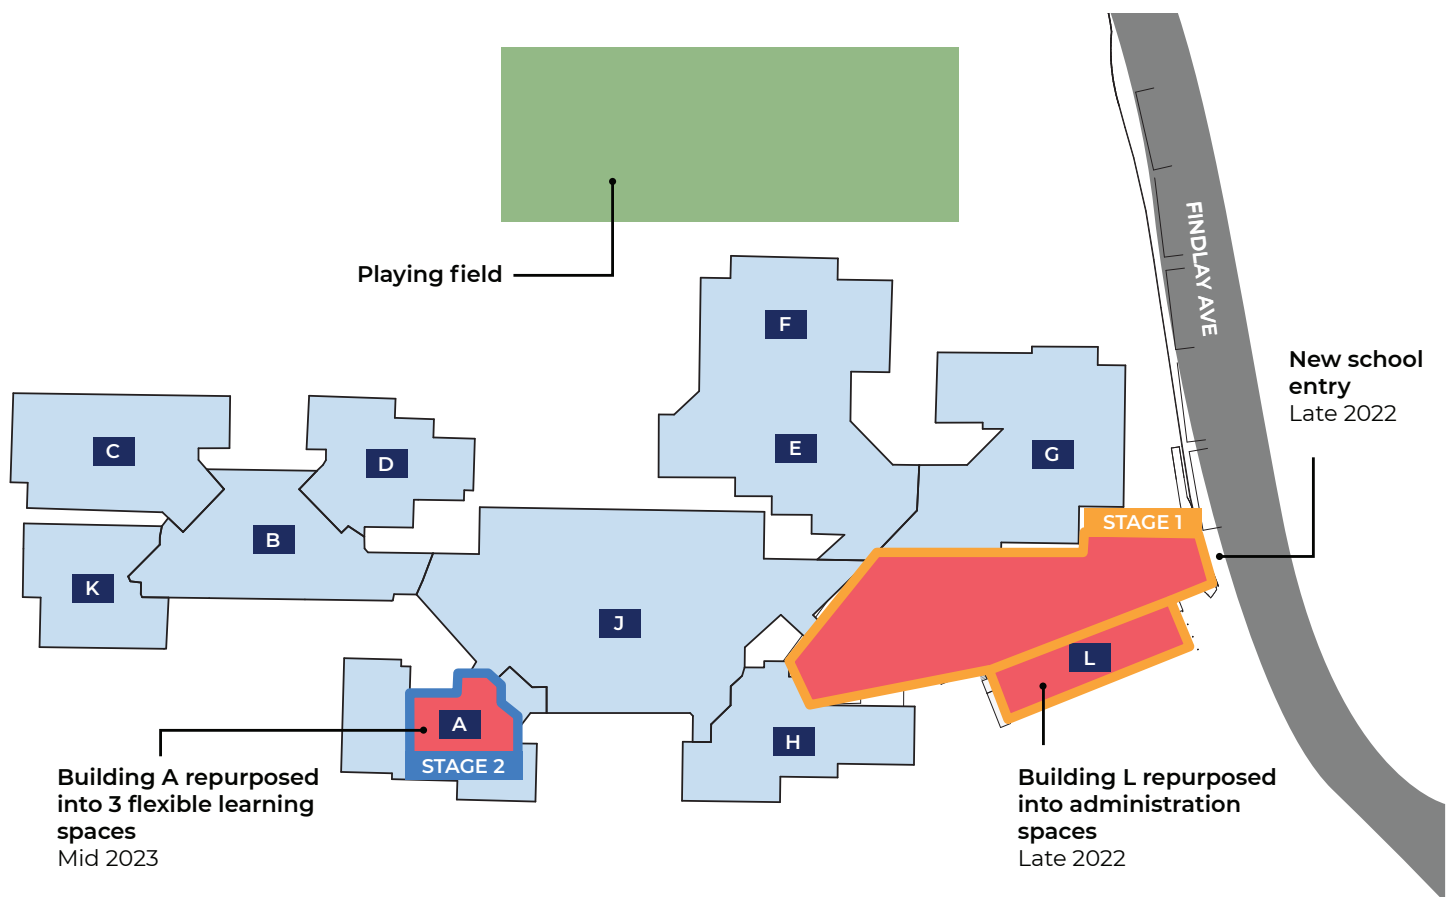 FINDLAY AVE
Playing field
F
New school
entry
Late 2022
C
D
E
G
STAGE 1
B
K
J
L
A
H
STAGE 2
Building A repurposed
into 3 flexible learning
spaces
Mid 2023
Building L repurposed
into administration
spaces
Late 2022